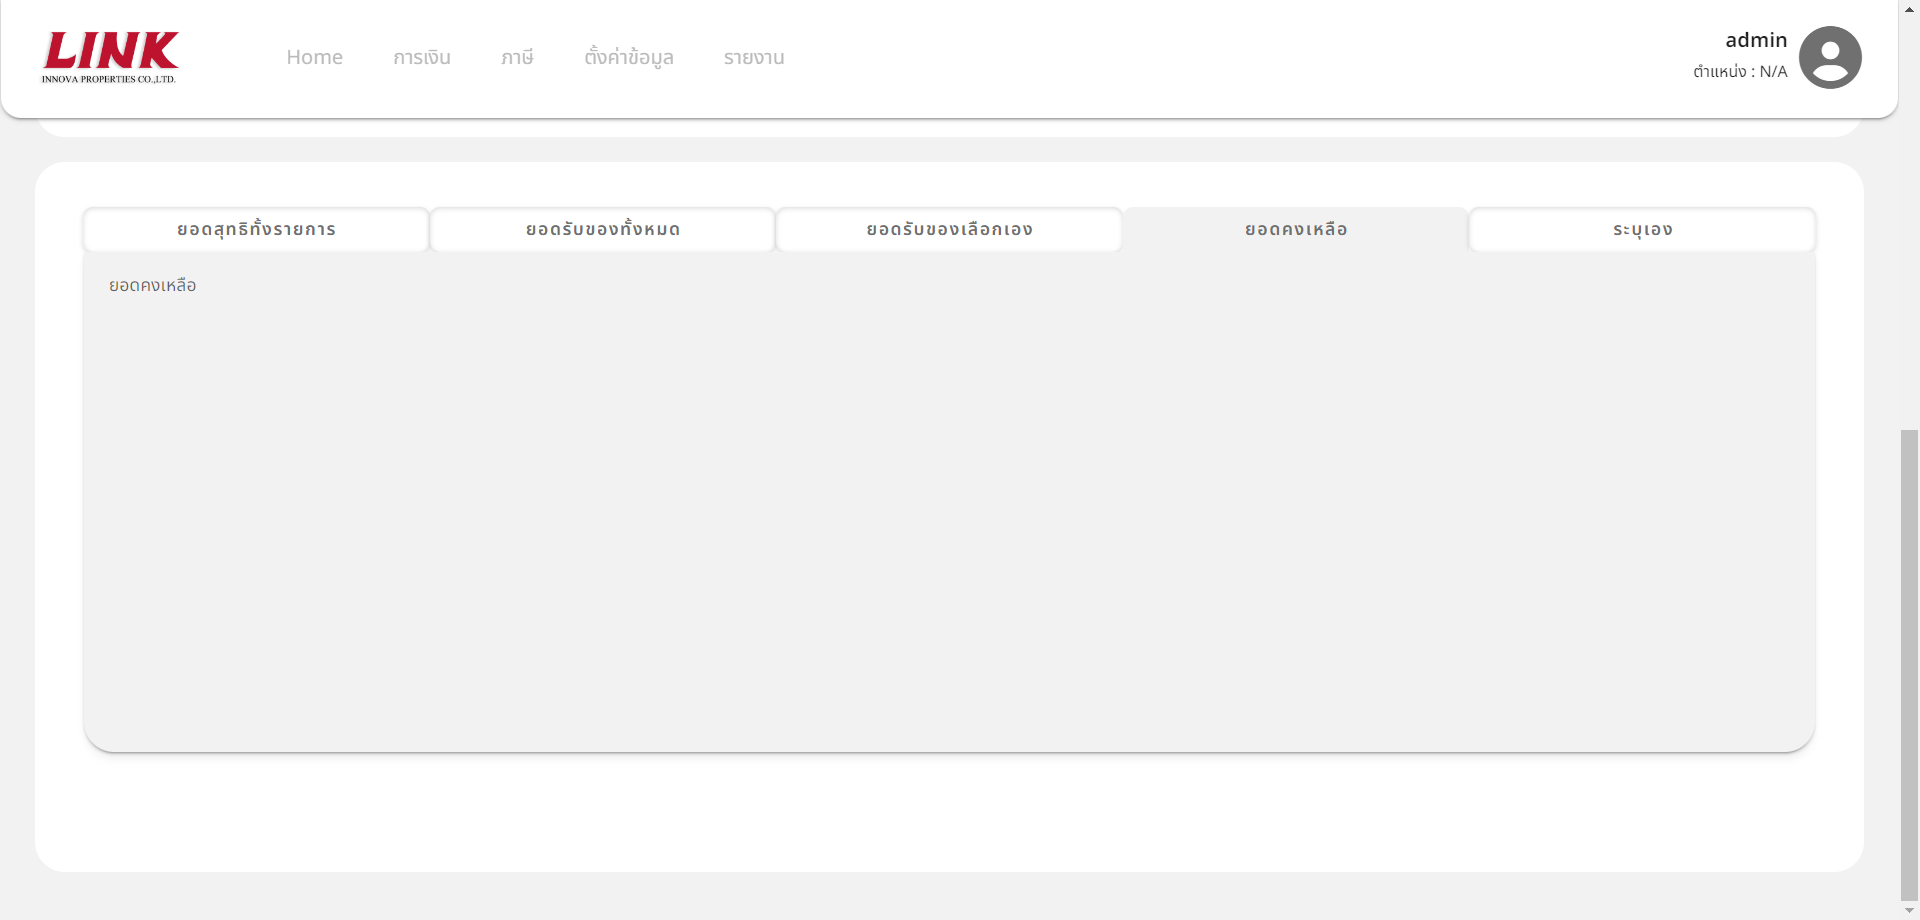 LINK
INNOVA PROPERTIES CO.,LTD.
Home การเงิน ภาษี ตั้งค่าข้อมูล รายงาน
admin
ตำแหน่ง : N/A
ยอดสุทธิทั้งรายการ ยอดรับของทั้งหมด ยอดรับของเลือกเอง ยอดคงเหลือ ระบุเอง
ยอดคงเหลือ